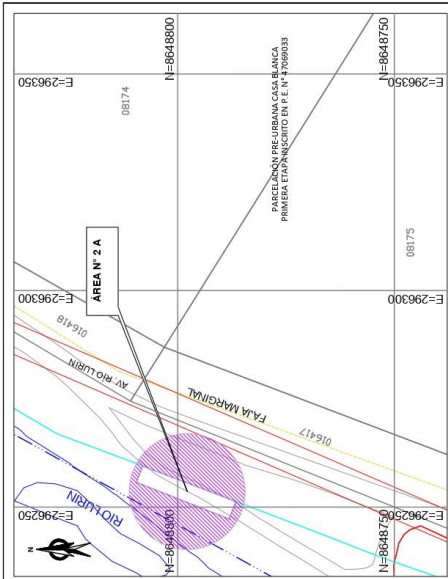 E=296350
E=296350
N=8648800
N=8648750
08174
PARCELACIÓN PRE-URBANA CASA BLANCA
PRIMERA ETAPA INSCRITO EN P.E. N° 47069033
08175
ÁREA N° 2 A
E=296300
E=296300
016418
AV. RIO LURIN
FAJA MARGINAL
016417
RIO LURIN
E=296250
E=296250
N=8648800
N=8648750
N